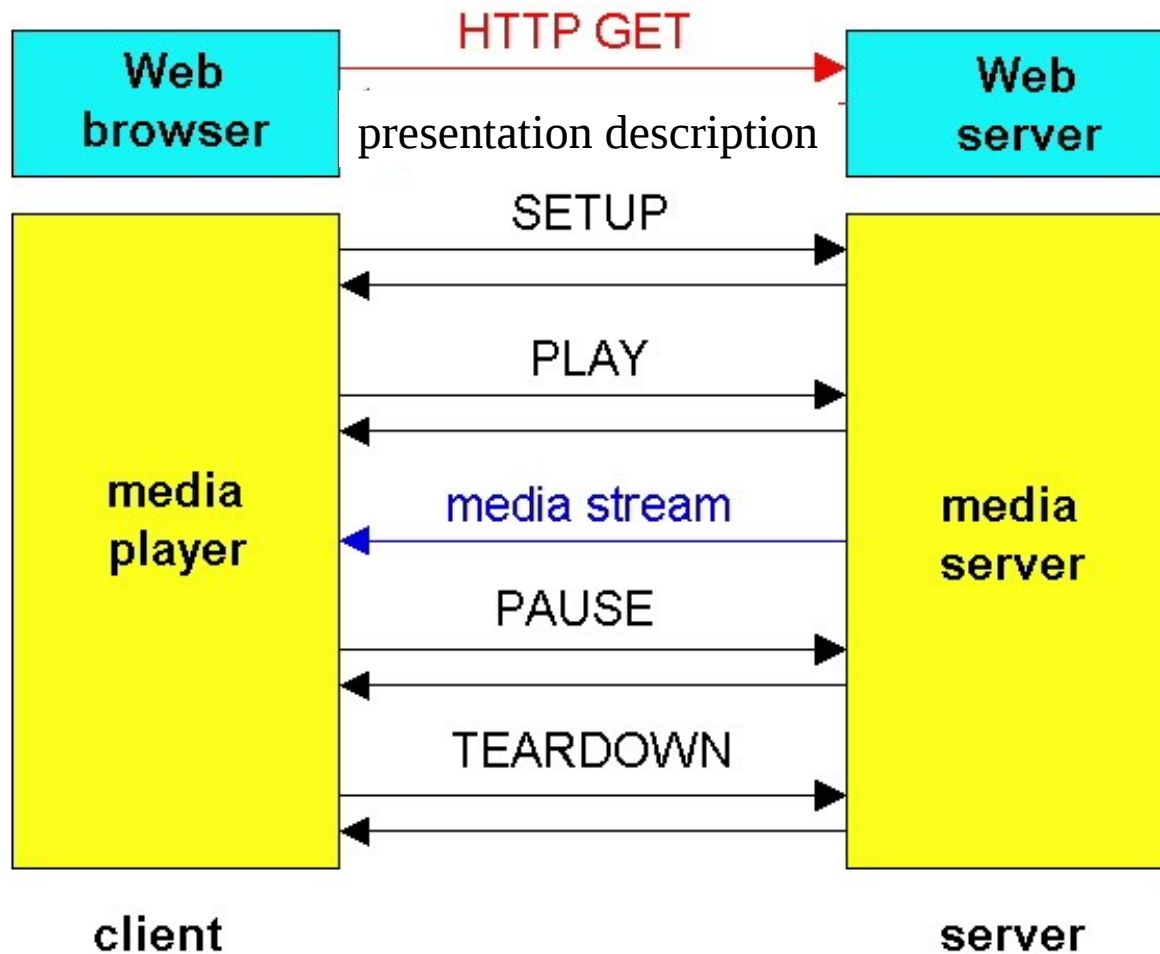 HTTP GET
Web
browser
presentation description
Web
server
SETUP
PLAY
media
player
media stream
media
server
PAUSE
TEARDOWN
client
server